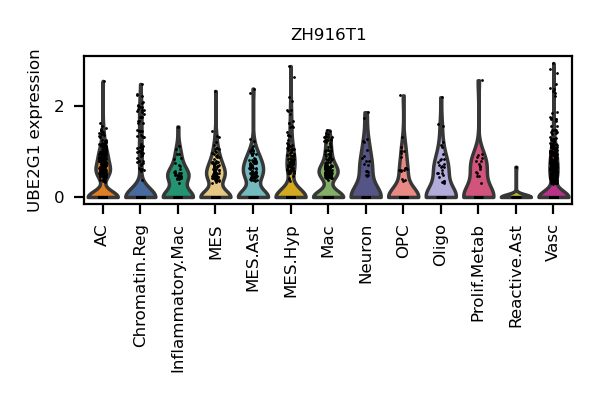 ZH916T1
UBE2G1 expression
2
0
AC
Chromatin.Reg
Inflammatory.Mac
MES
MES.Ast
MES.Hyp
Mac
Neuron
OPC
Oligo
Prolif.Metab
Reactive.Ast
Vasc